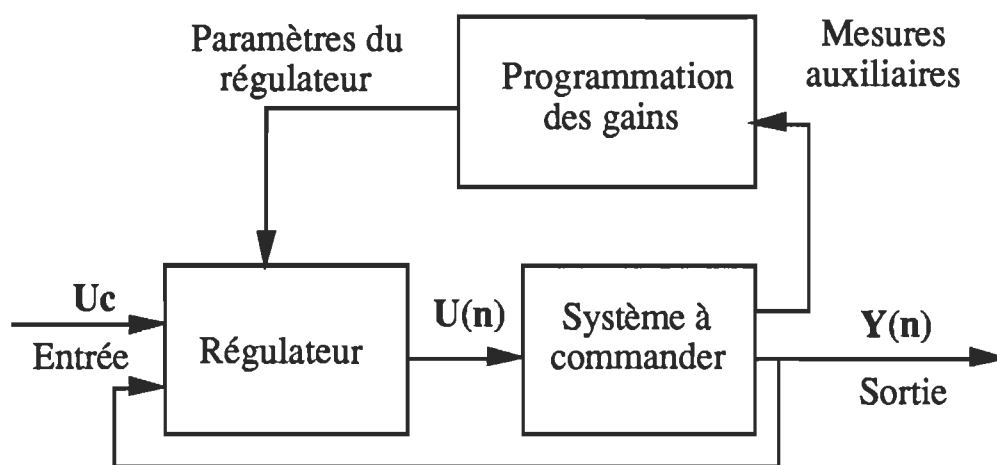 Paramètres du
régulateur
Programmation
des gains
Mesures
auxiliaires
Uc
Entrée
Régulateur
U(n)
Système à
commander
Y(n)
Sortie